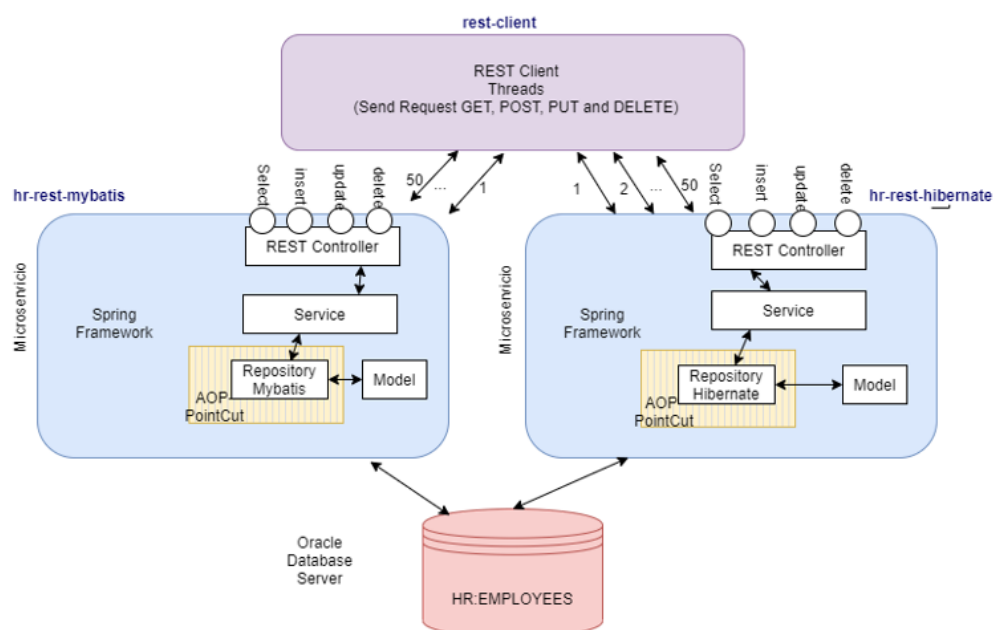 rest-client
REST Client
Threads
(Send Request GET, POST, PUT and DELETE)
hr-rest-mybatis
Select
insert
update
delete
50
...
1
1
2
...
50
Select
insert
update
delete
hr-rest-hibernate
REST Controller
REST Controller
Microservicio
Spring
Framework
Service
Repository
Mybatis
Model
AOP
PointCut
Microservicio
Spring
Framework
Service
Repository
Hibernate
Model
AOP
PointCut
Oracle
Database
Server
HR:EMPLOYEES